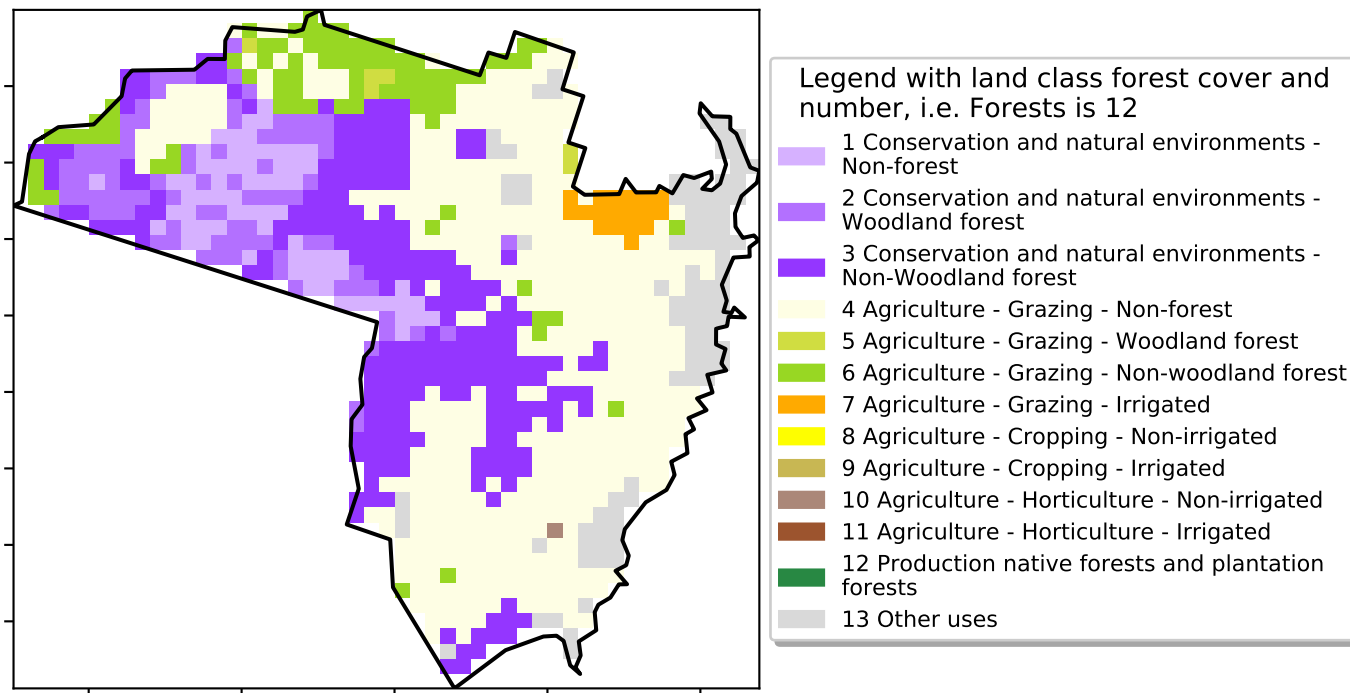 Legend with land class forest cover and
number, i.e. Forests is 12
1 Conservation and natural environments -
Non-forest
2 Conservation and natural environments -
Woodland forest
3 Conservation and natural environments -
Non-Woodland forest
4 Agriculture - Grazing - Non-forest
5 Agriculture - Grazing - Woodland forest
6 Agriculture - Grazing - Non-woodland forest
7 Agriculture - Grazing - Irrigated
8 Agriculture - Cropping - Non-irrigated
9 Agriculture - Cropping - Irrigated
10 Agriculture - Horticulture - Non-irrigated
11 Agriculture - Horticulture - Irrigated
12 Production native forests and plantation
forests
13 Other uses